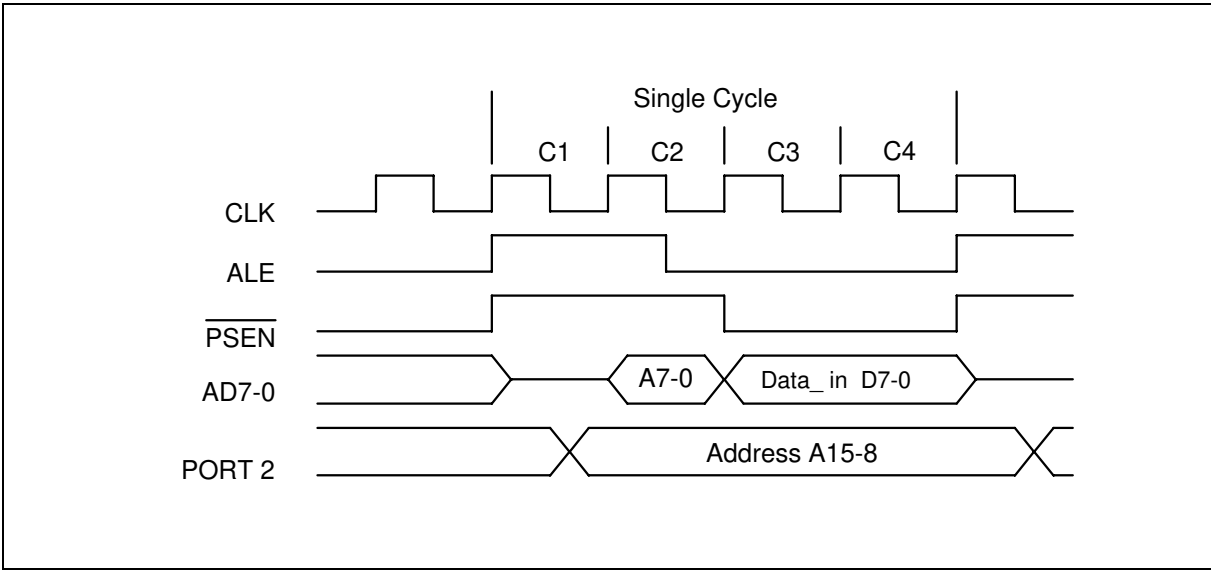 Single Cycle
C1 C2 C3 C4
CLK
ALE
PSEN
AD7-0 A7-0 Data_ in D7-0
PORT 2 Address A15-8